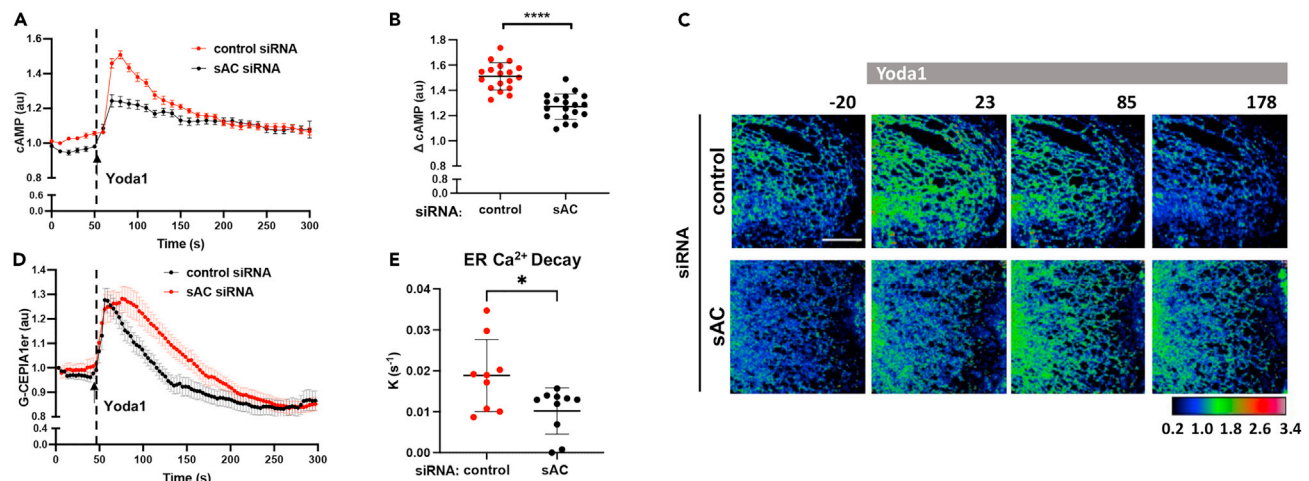 A
control siRNA
sAC siRNA
cAMP (au)
1.8
1.6
1.4
1.2
1.0
0.8
0.6
0.0
Yoda1
0 50 100 150 200 250 300
Time (s)
B
****
Δ cAMP (au)
1.8
1.6
1.4
1.2
1.0
0.8
0.0
siRNA: control sAC
C
Yoda1
-20 23 85 178
siRNA
control
sAC
0.2 1.0 1.8 2.6 3.4
D
control siRNA
sAC siRNA
G-CEPIA1er (au)
1.4
1.3
1.2
1.1
1.0
0.9
0.8
0.4
0.0
Yoda1
0 50 100 150 200 250 300
Time (s)
E
ER Ca²⁺ Decay
*
K (s⁻¹)
0.04
0.03
0.02
0.01
0.00
siRNA: control sAC